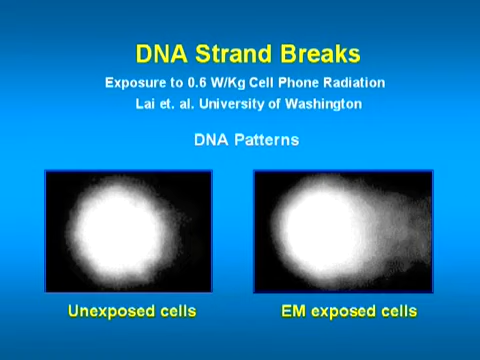 DNA Strand Breaks
Exposure to 0.6 W/Kg Cell Phone Radiation
Lai et. al. University of Washington
DNA Patterns
Unexposed cells
EM exposed cells